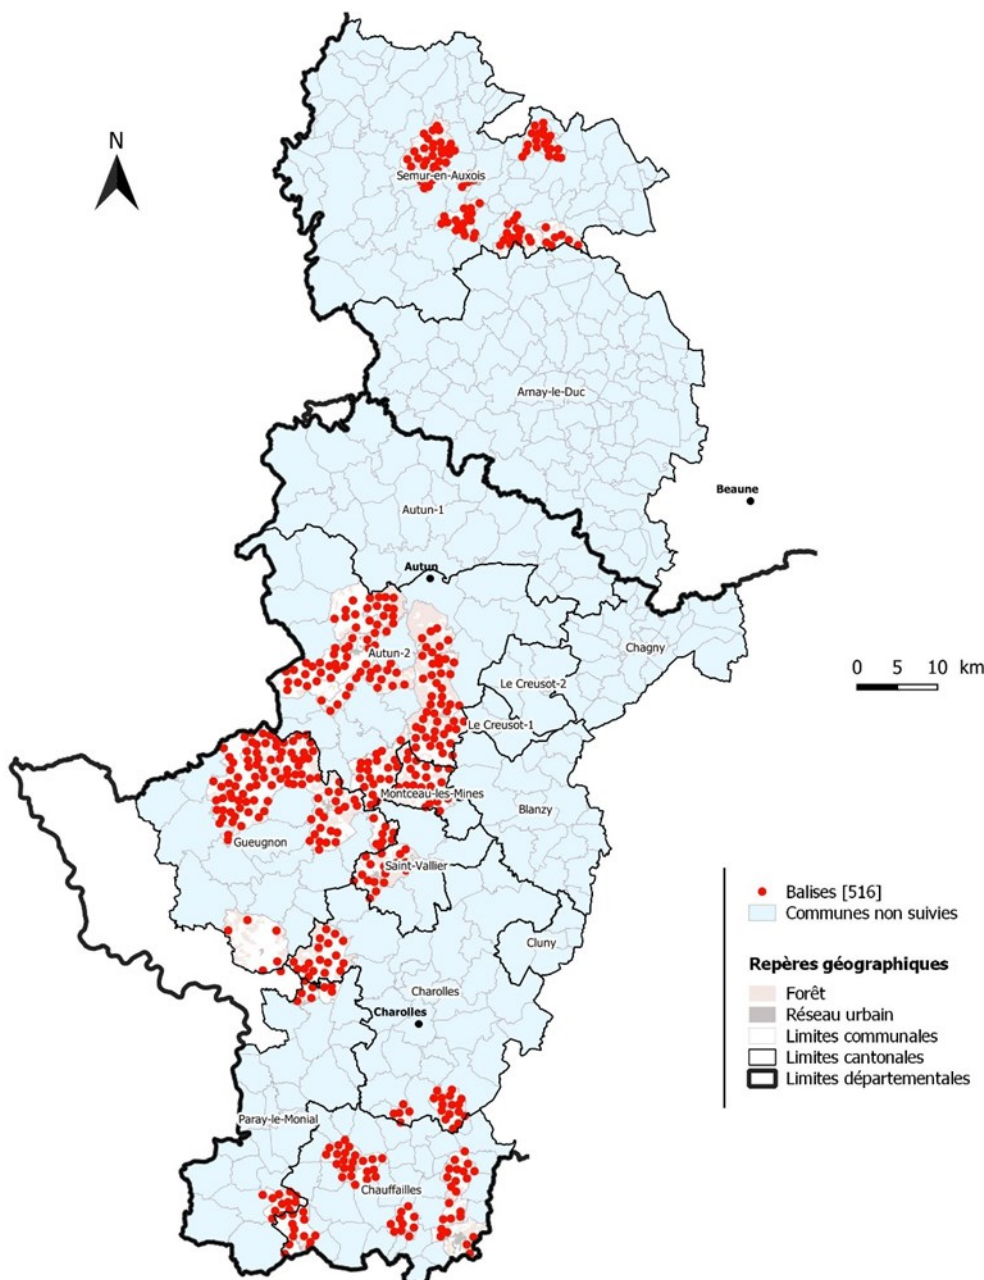 N
Semur-en-Auxois
Arnay-le-Duc
Beaune
Autun-1
Autun
Autun-2
Chagny
Le Creusot-2
0 5 10 km
Le Creusot-1
Montceau-les-Mines
Blanzy
Gueugnon
Saint-Vallier
Balises [516]
Communes non suivies
Cluny
Repères géographiques
Charolles
Forêt
Charolles
Réseau urbain
Limites communales
Limites cantonales
Limites départementales
Paray-le-Monial
Chauffailles